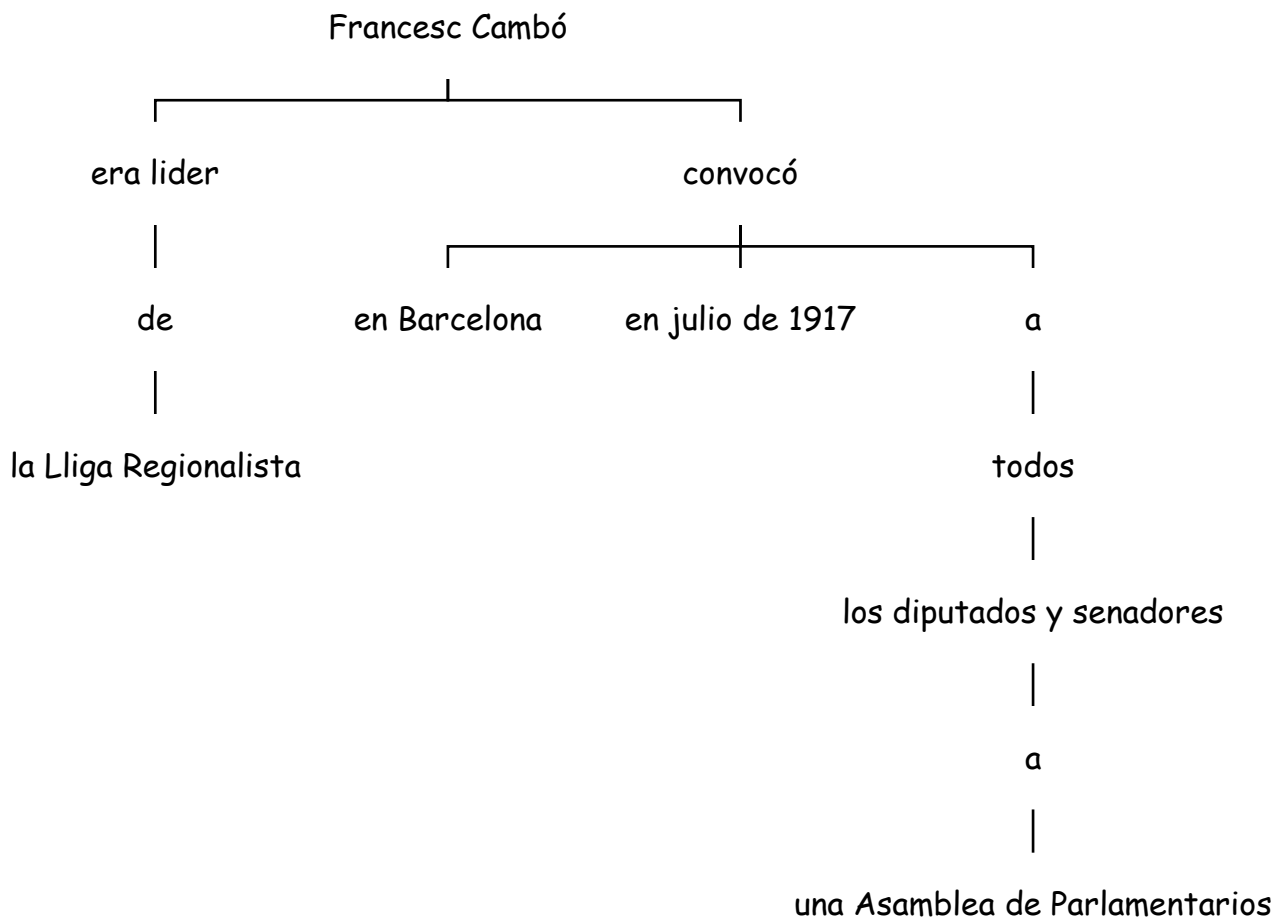 Francesc Cambó
era lider
convocó
de
en Barcelona
en julio de 1917
a
la Lliga Regionalista
todos
los diputados y senadores
a
una Asamblea de Parlamentarios